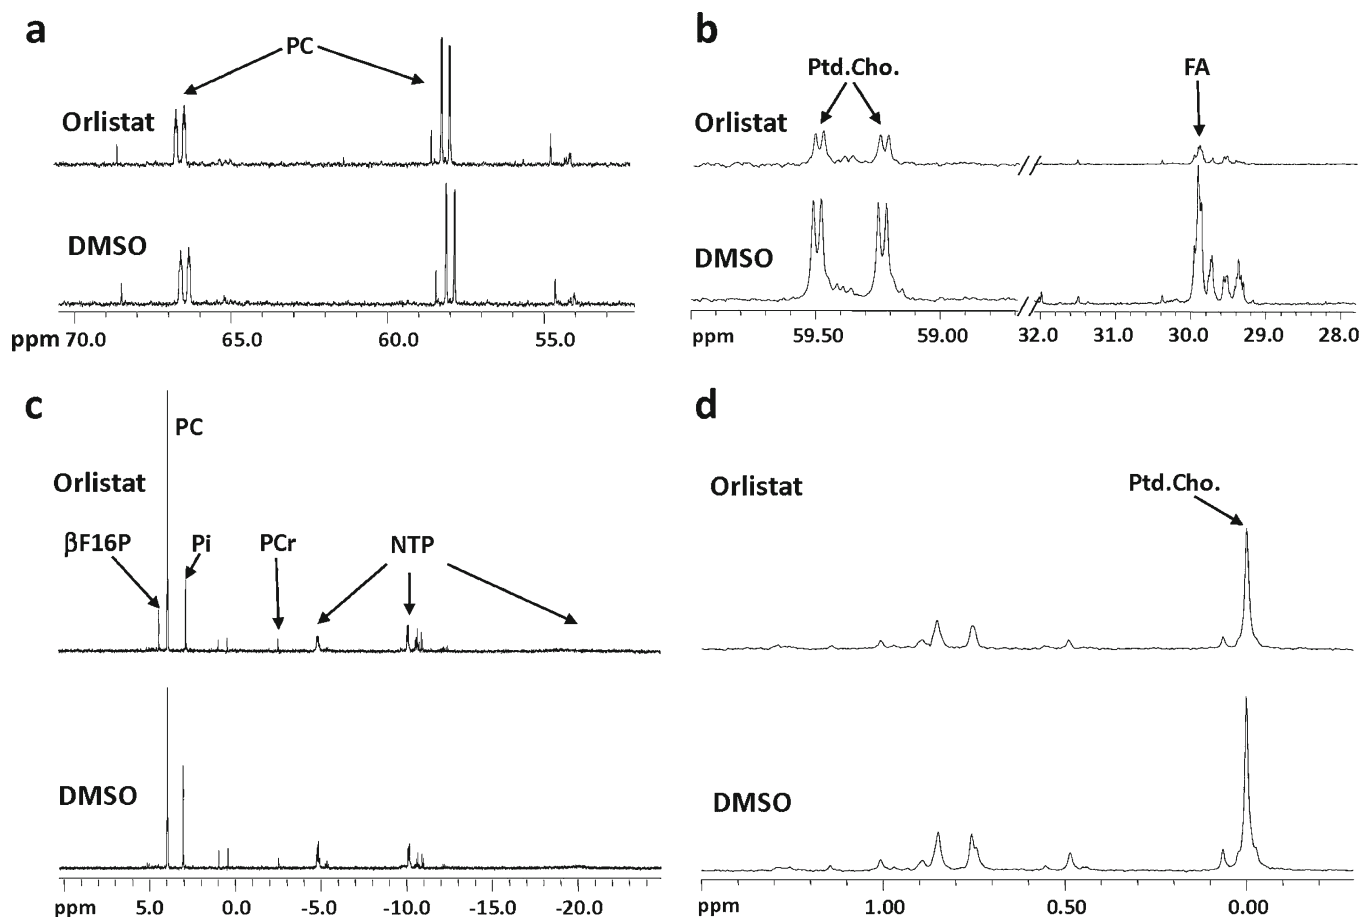 a
PC
Orlistat
DMSO
ppm 70.0 65.0 60.0 55.0
b
Ptd.Cho. FA
Orlistat
DMSO
ppm 59.50 59.00 32.0 31.0 30.0 29.0 28.0
c
PC
Orlistat
βF16P Pi PCr NTP
DMSO
ppm 5.0 0.0 -5.0 -10.0 -15.0 -20.0
d
Ptd.Cho.
Orlistat
DMSO
ppm 1.00 0.50 0.00